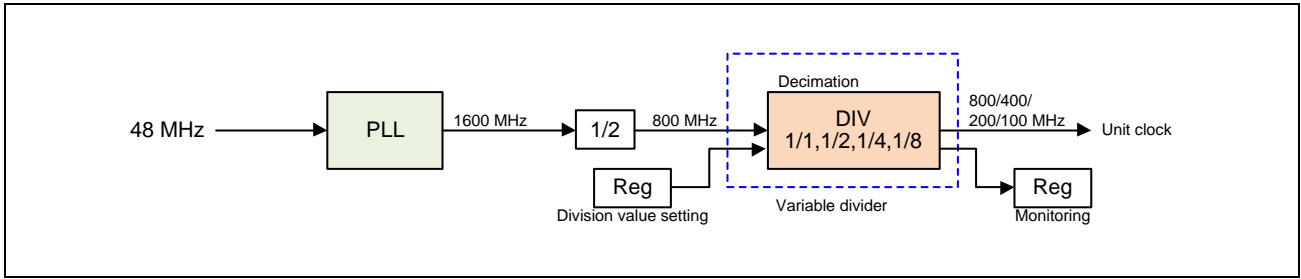 48 MHz
PLL
1600 MHz
1/2
800 MHz
Decimation
DIV
1/1,1/2,1/4,1/8
800/400/
200/100 MHz
Unit clock
Reg
Division value setting
Variable divider
Reg
Monitoring